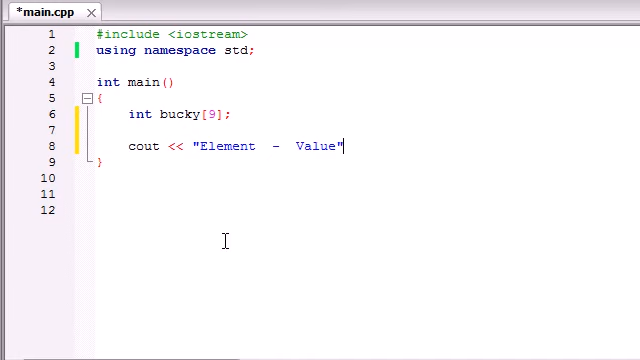 *main.cpp X
1 #include <iostream>
2 using namespace std;
3
4 int main()
5 {
6 int bucky[9];
7
8 cout << "Element - Value"
9 }
10
11
12